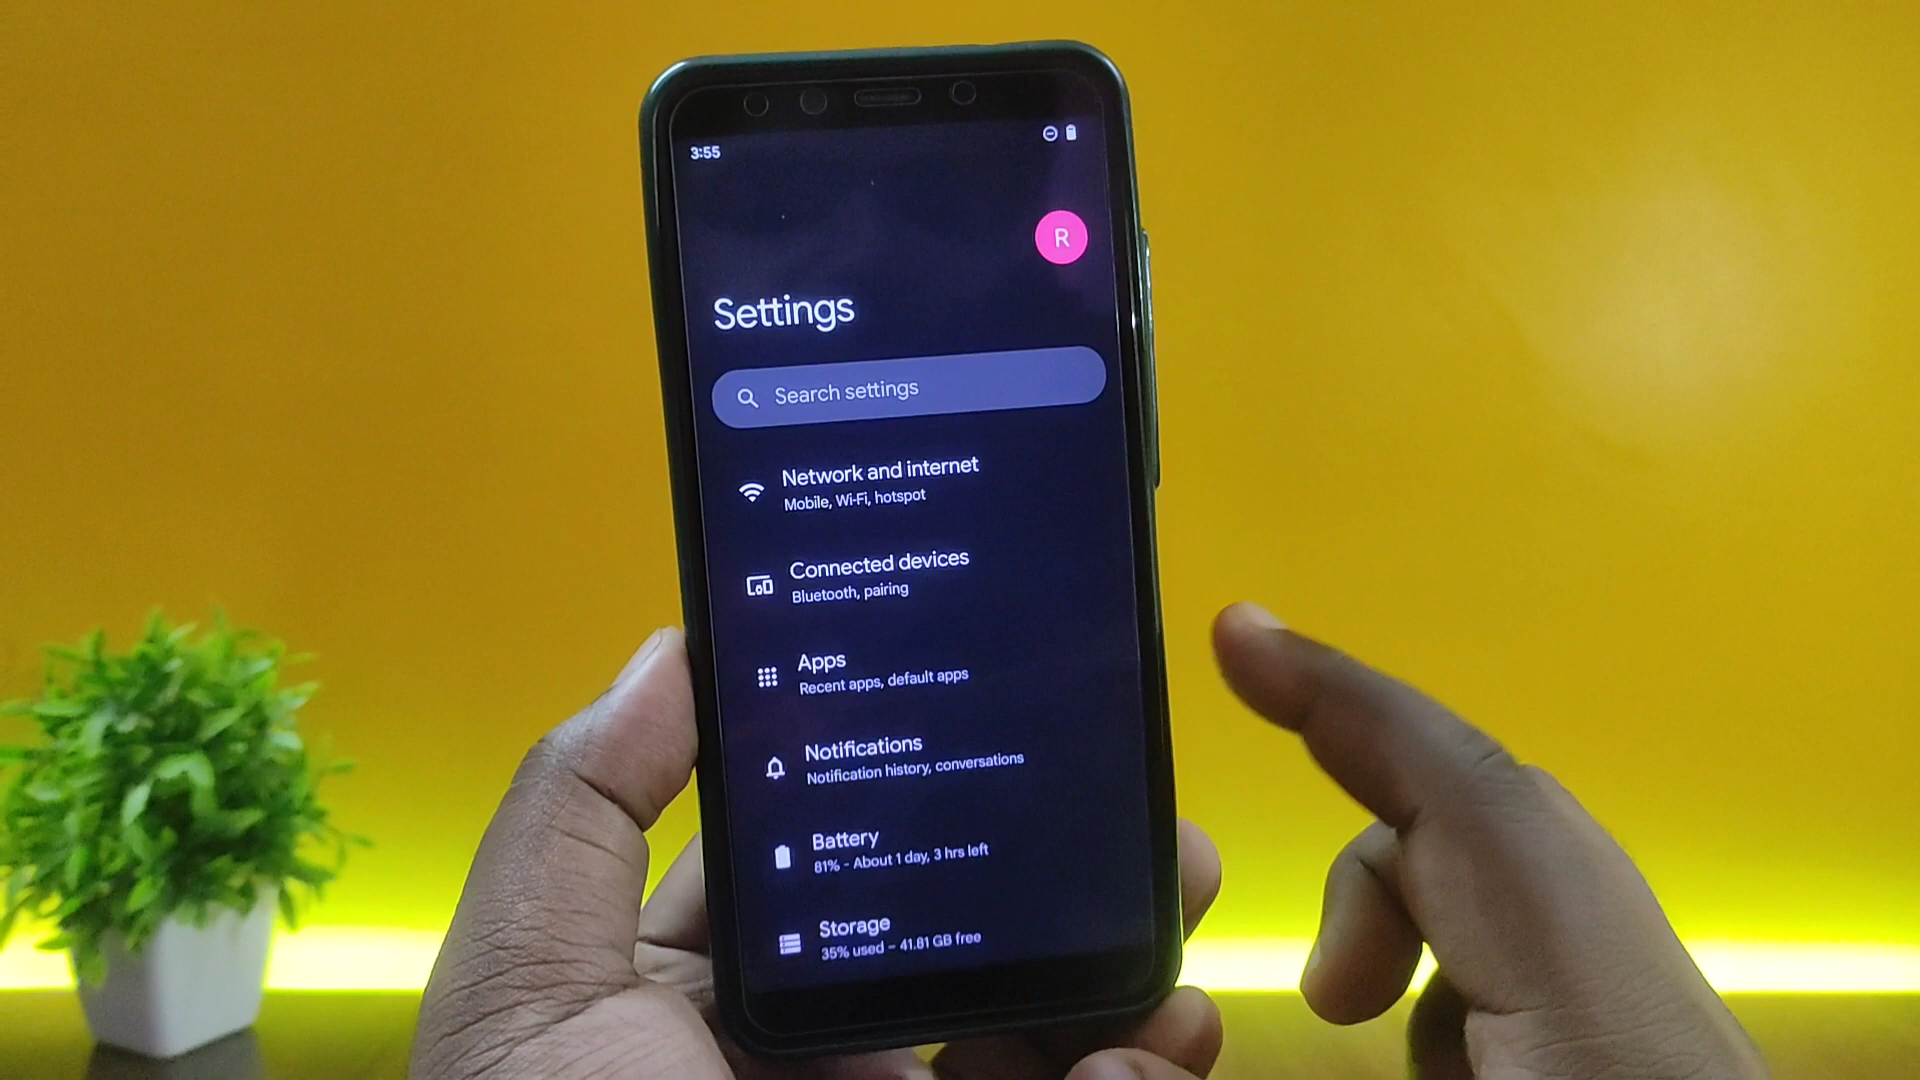 3:55
R
Settings
Search settings
Network and internet
Mobile, Wi-Fi, hotspot
Connected devices
Bluetooth, pairing
Apps
Recent apps, default apps
Notifications
Notification history, conversations
Battery
81% - About 1 day, 3 hrs left
Storage
35% used – 41.81 GB free